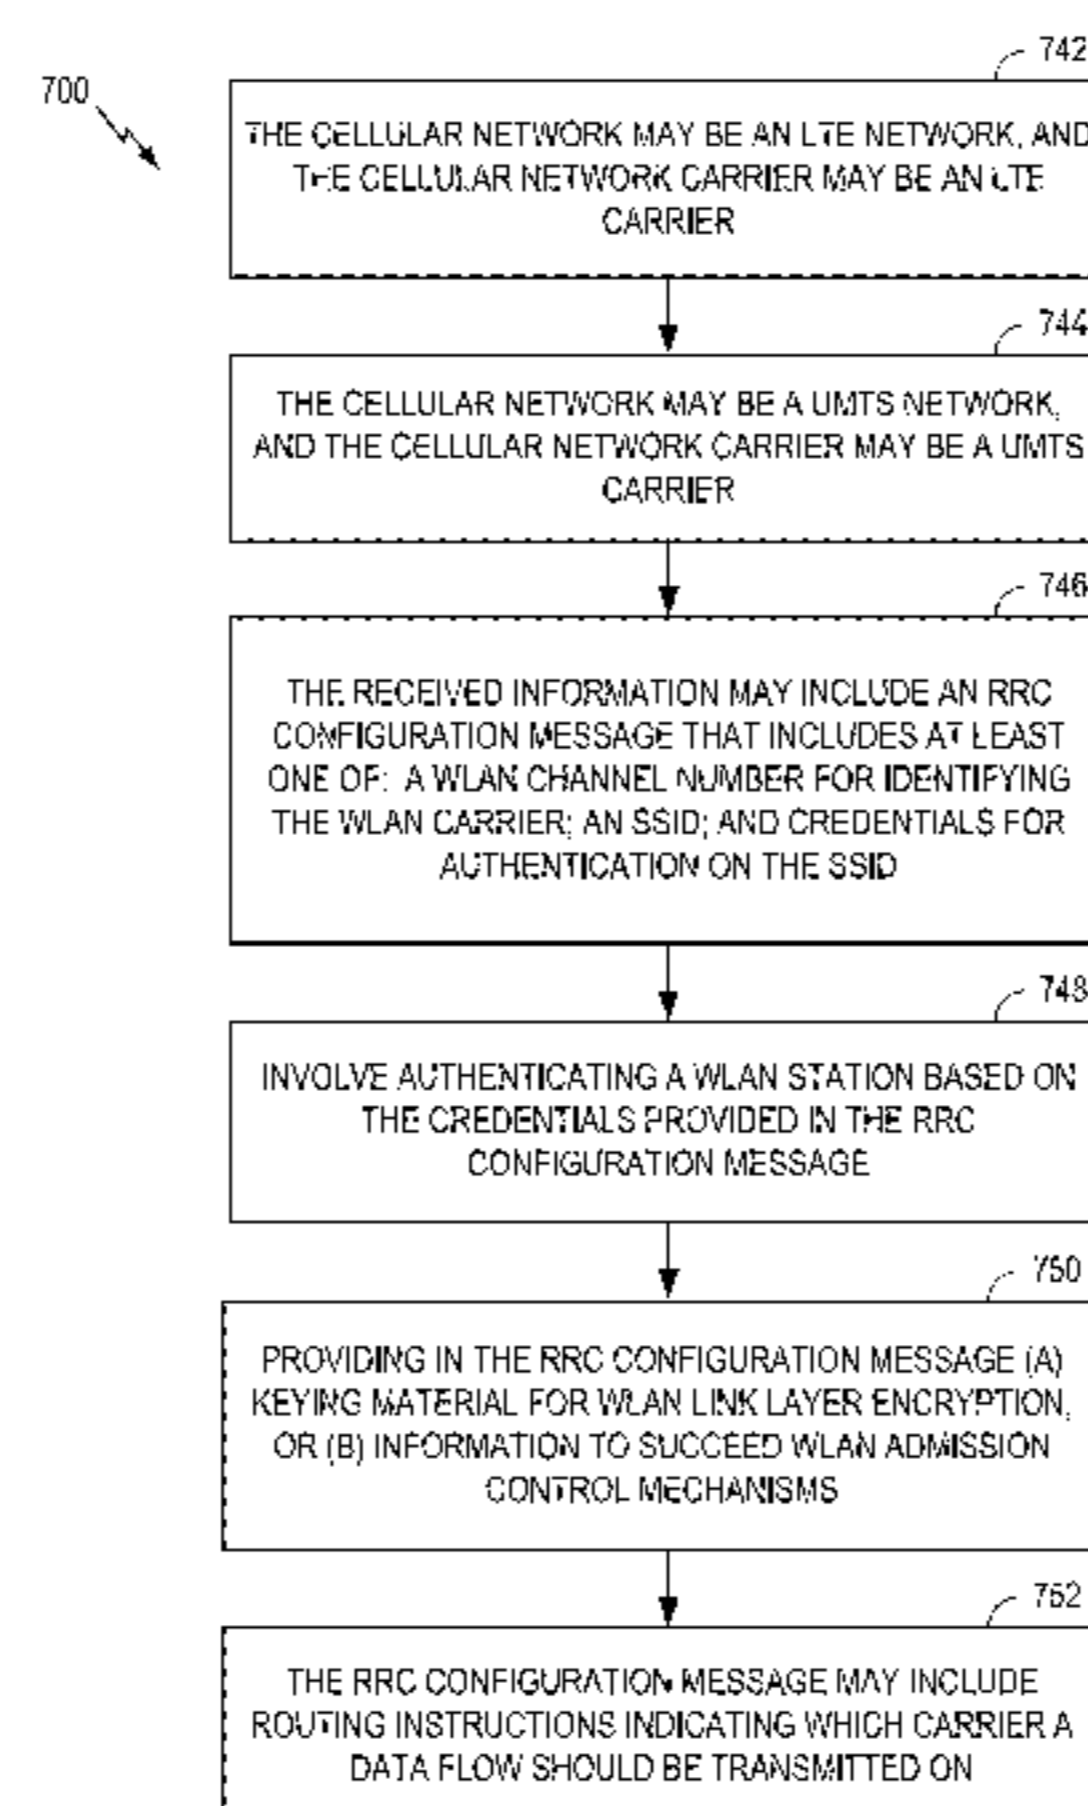 742
700
THE CELLULAR NETWORK MAY BE AN LTE NETWORK, AND
THE CELLULAR NETWORK CARRIER MAY BE AN LTE
CARRIER
744
THE CELLULAR NETWORK MAY BE A UMTS NETWORK,
AND THE CELLULAR NETWORK CARRIER MAY BE A UMTS
CARRIER
746
THE RECEIVED INFORMATION MAY INCLUDE AN RRC
CONFIGURATION MESSAGE THAT INCLUDES AT LEAST
ONE OF: A WLAN CHANNEL NUMBER FOR IDENTIFYING
THE WLAN CARRIER; AN SSID; AND CREDENTIALS FOR
AUTHENTICATION ON THE SSID
748
INVOLVE AUTHENTICATING A WLAN STATION BASED ON
THE CREDENTIALS PROVIDED IN THE RRC
CONFIGURATION MESSAGE
750
PROVIDING IN THE RRC CONFIGURATION MESSAGE (A)
KEYING MATERIAL FOR WLAN LINK LAYER ENCRYPTION,
OR (B) INFORMATION TO SUCCEED WLAN ADMISSION
CONTROL MECHANISMS
752
THE RRC CONFIGURATION MESSAGE MAY INCLUDE
ROUTING INSTRUCTIONS INDICATING WHICH CARRIER A
DATA FLOW SHOULD BE TRANSMITTED ON